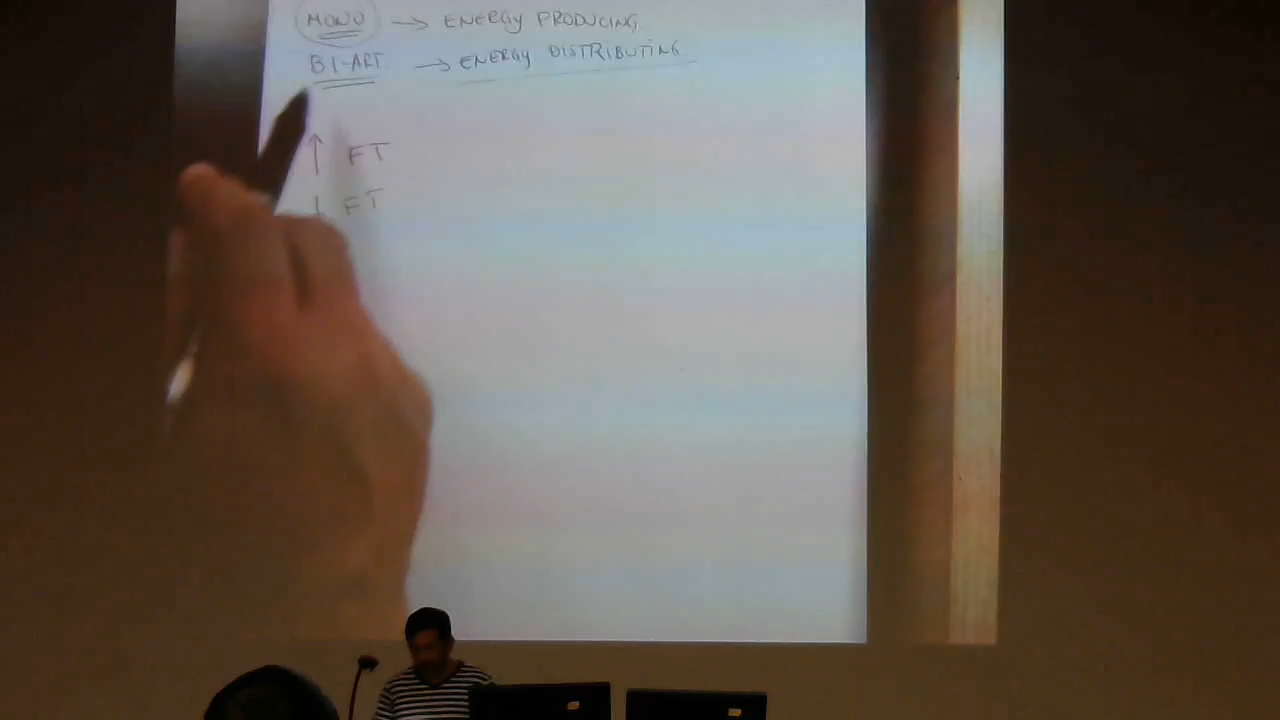 MONO → ENERGY PRODUCING
BI-ART → ENERGY DISTRIBUTING
↑ FT
↓ FT